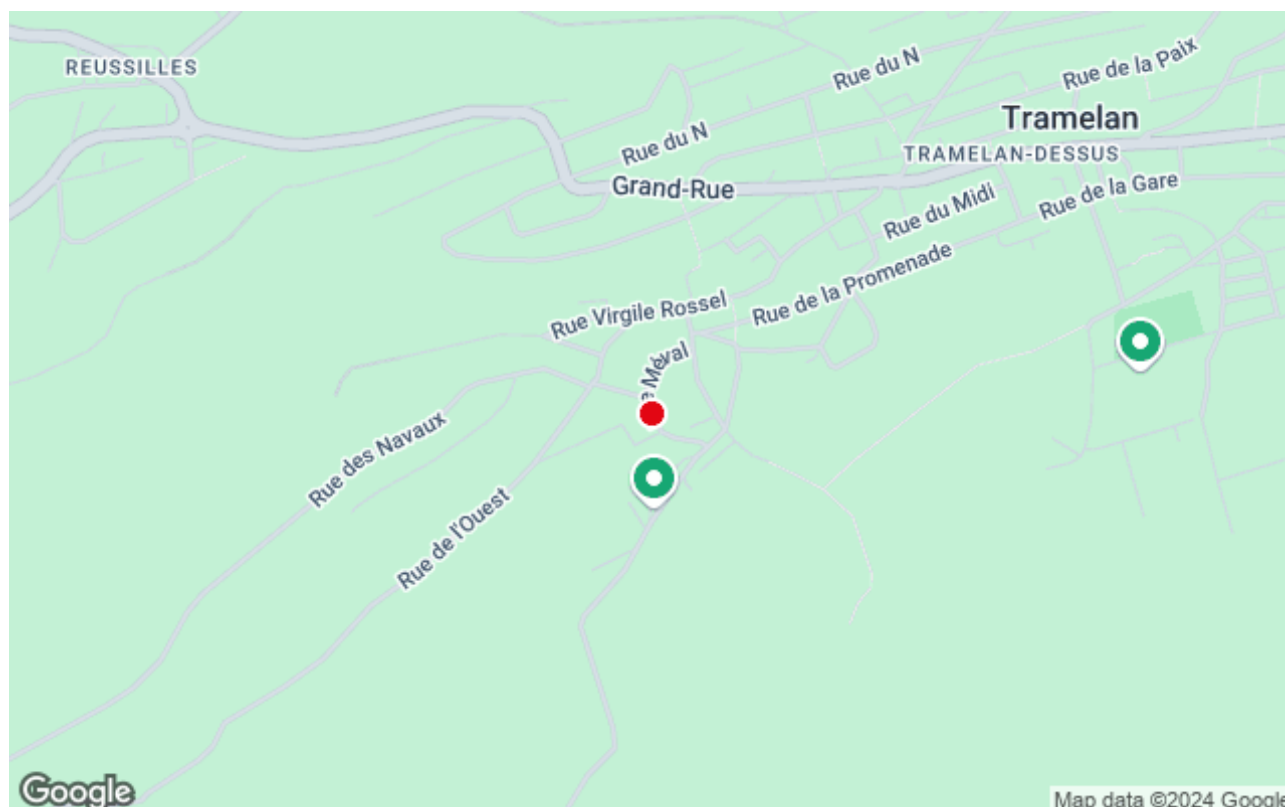 REUSSILLES
Rue du N
Rue de la Paix
Tramelan
TRAMELAN-DESSUS
Rue du N
Grand-Rue
Rue du Midi
Rue de la Gare
Rue de la Promenade
Rue Virgile Rossel
e Méval
Rue des Navaux
Rue de l'Ouest
Google
Map data ©2024 Google